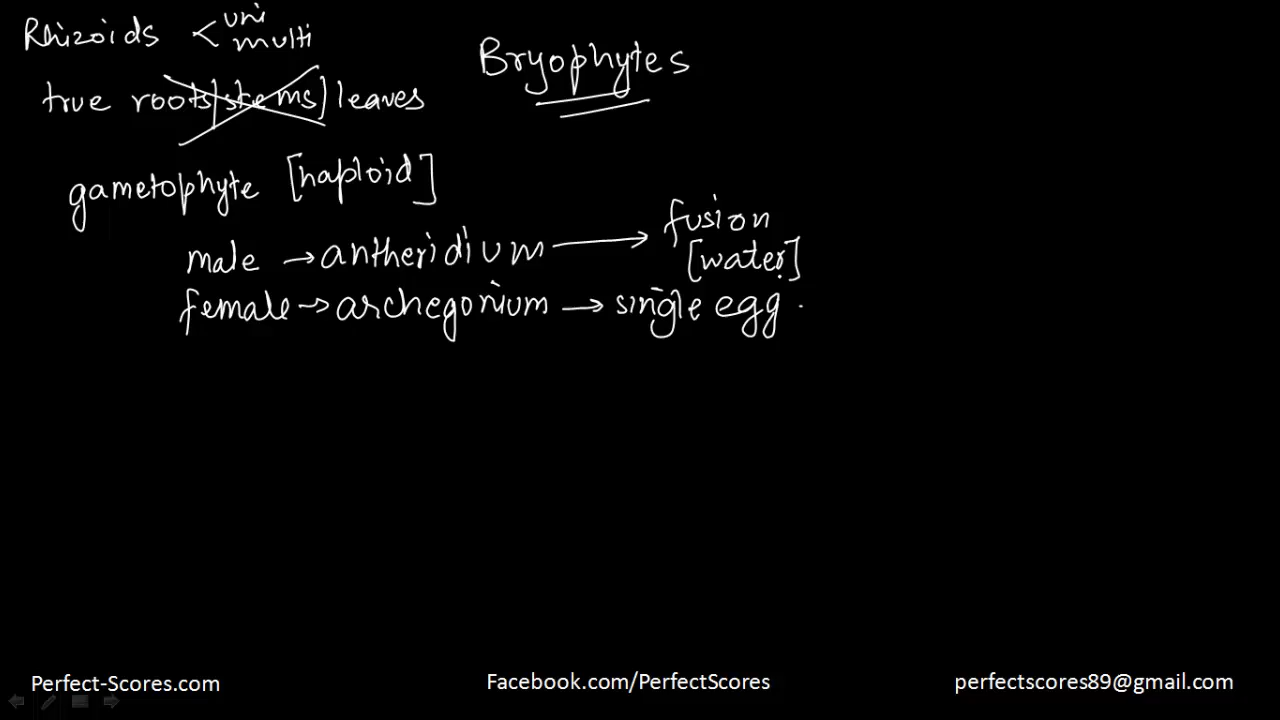 Rhizoids < uni
multi
Bryophytes
true roots/stems/leaves
gametophyte [haploid]
male → antheridium → fusion
[water]
female → archegonium → single egg.
Perfect-Scores.com
Facebook.com/PerfectScores
perfectscores89@gmail.com